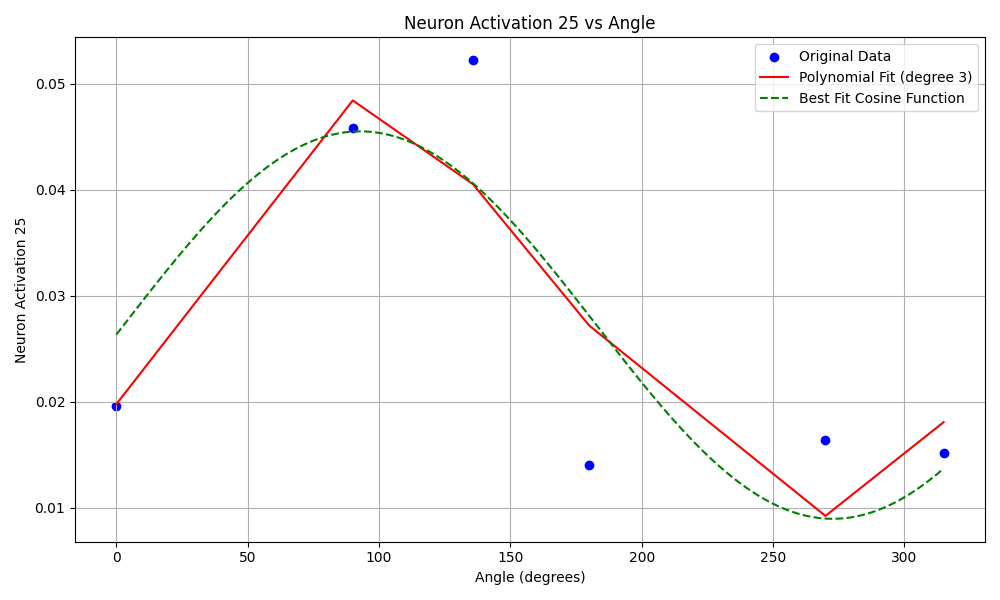 Neuron Activation 25 vs Angle
Original Data
Polynomial Fit (degree 3)
Best Fit Cosine Function
Neuron Activation 25
0.05
0.04
0.03
0.02
0.01
0
50
100
150
200
250
300
Angle (degrees)